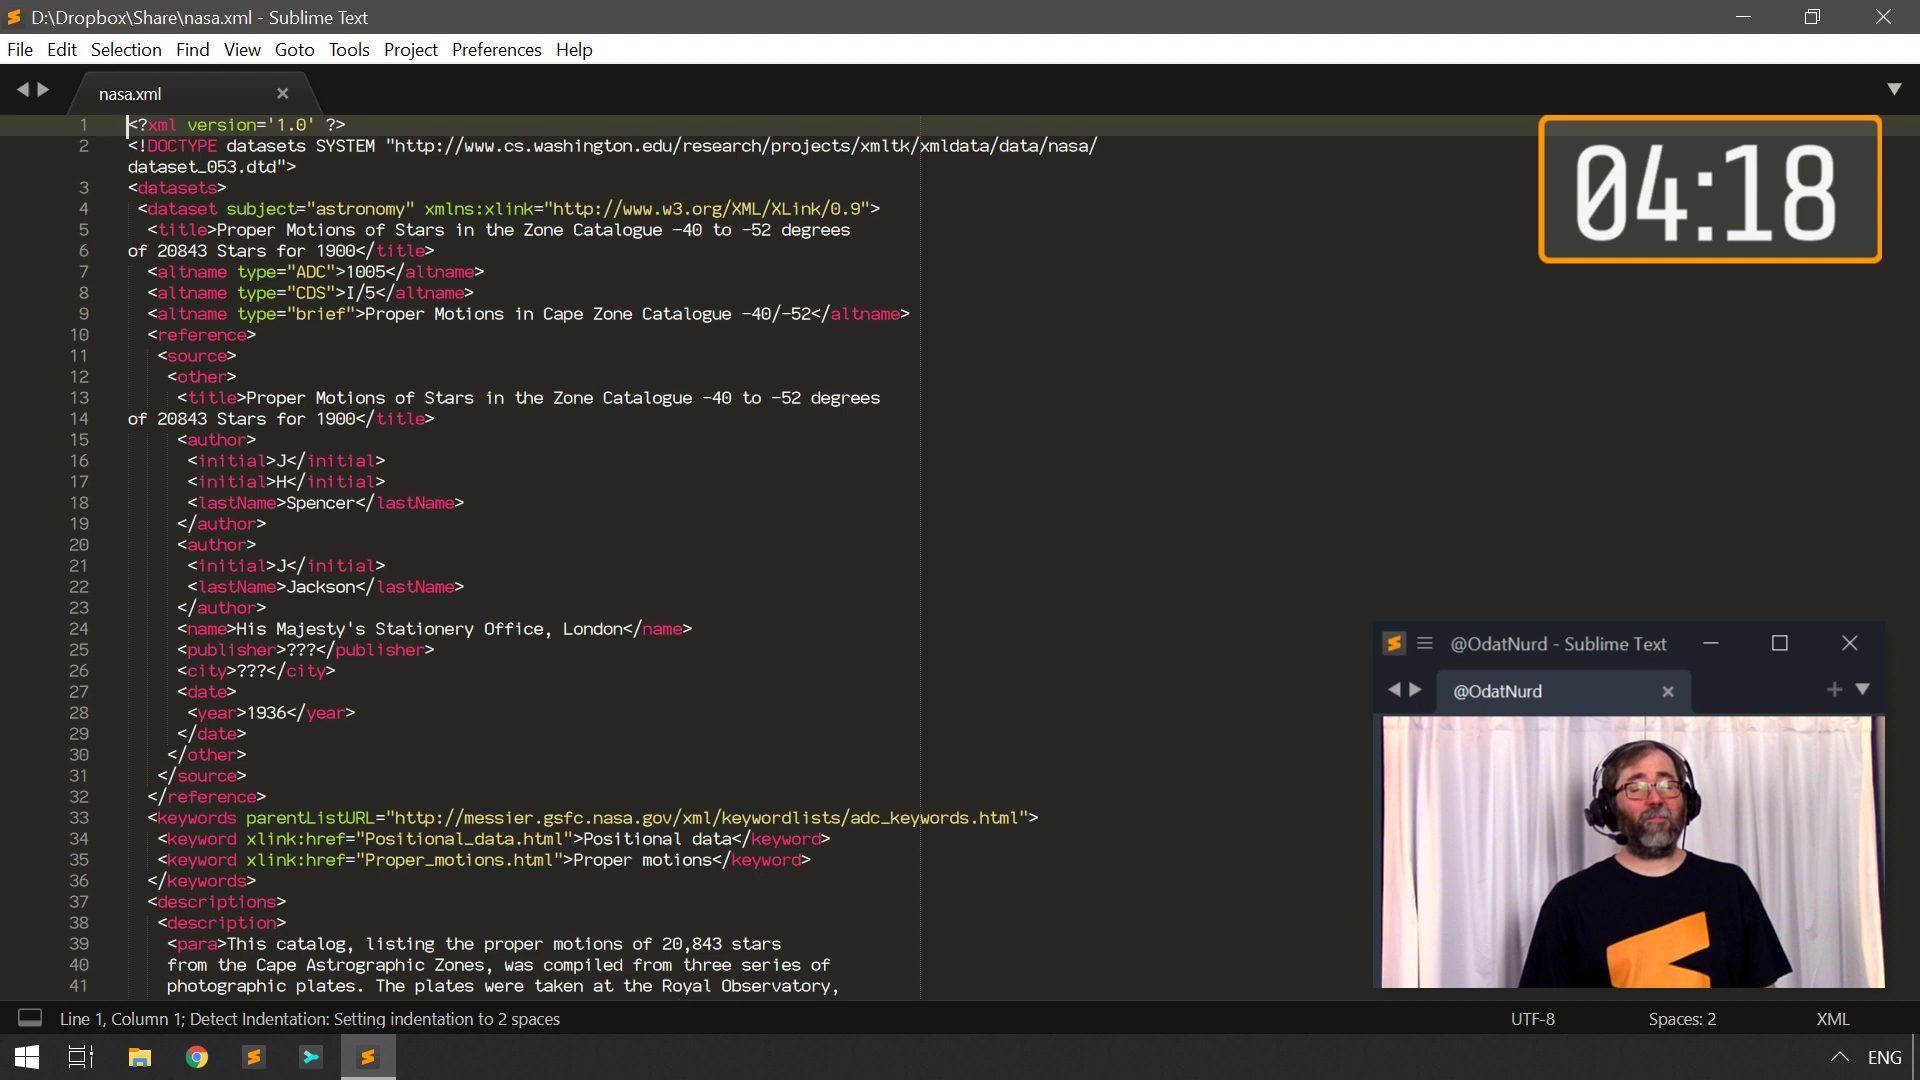 D:\Dropbox\Share\nasa.xml - Sublime Text
File Edit Selection Find View Goto Tools Project Preferences Help
nasa.xml
1 <?xml version='1.0' ?>
2 <!DOCTYPE datasets SYSTEM "http://www.cs.washington.edu/research/projects/xmltk/xmldata/data/nasa/
dataset_053.dtd">
3 <datasets>
4 <dataset subject="astronomy" xmlns:xlink="http://www.w3.org/XML/XLink/0.9">
5 <title>Proper Motions of Stars in the Zone Catalogue -40 to -52 degrees
6 of 20843 Stars for 1900</title>
7 <altname type="ADC">1005</altname>
8 <altname type="CDS">I/5</altname>
9 <altname type="brief">Proper Motions in Cape Zone Catalogue -40/-52</altname>
10 <reference>
11 <source>
12 <other>
13 <title>Proper Motions of Stars in the Zone Catalogue -40 to -52 degrees
14 of 20843 Stars for 1900</title>
15 <author>
16 <initial>J</initial>
17 <initial>H</initial>
18 <lastName>Spencer</lastName>
19 </author>
20 <author>
21 <initial>J</initial>
22 <lastName>Jackson</lastName>
23 </author>
24 <name>His Majesty's Stationery Office, London</name>
25 <publisher>???</publisher>
26 <city>???</city>
27 <date>
28 <year>1936</year>
29 </date>
30 </other>
31 </source>
32 </reference>
33 <keywords parentListURL="http://messier.gsfc.nasa.gov/xml/keywordlists/adc_keywords.html">
34 <keyword xlink:href="Positional_data.html">Positional data</keyword>
35 <keyword xlink:href="Proper_motions.html">Proper motions</keyword>
36 </keywords>
37 <descriptions>
38 <description>
39 <para>This catalog, listing the proper motions of 20,843 stars
40 from the Cape Astrographic Zones, was compiled from three series of
41 photographic plates. The plates were taken at the Royal Observatory,
04:18
@OdatNurd - Sublime Text
@OdatNurd
Line 1, Column 1; Detect Indentation: Setting indentation to 2 spaces
UTF-8 Spaces: 2 XML
ENG